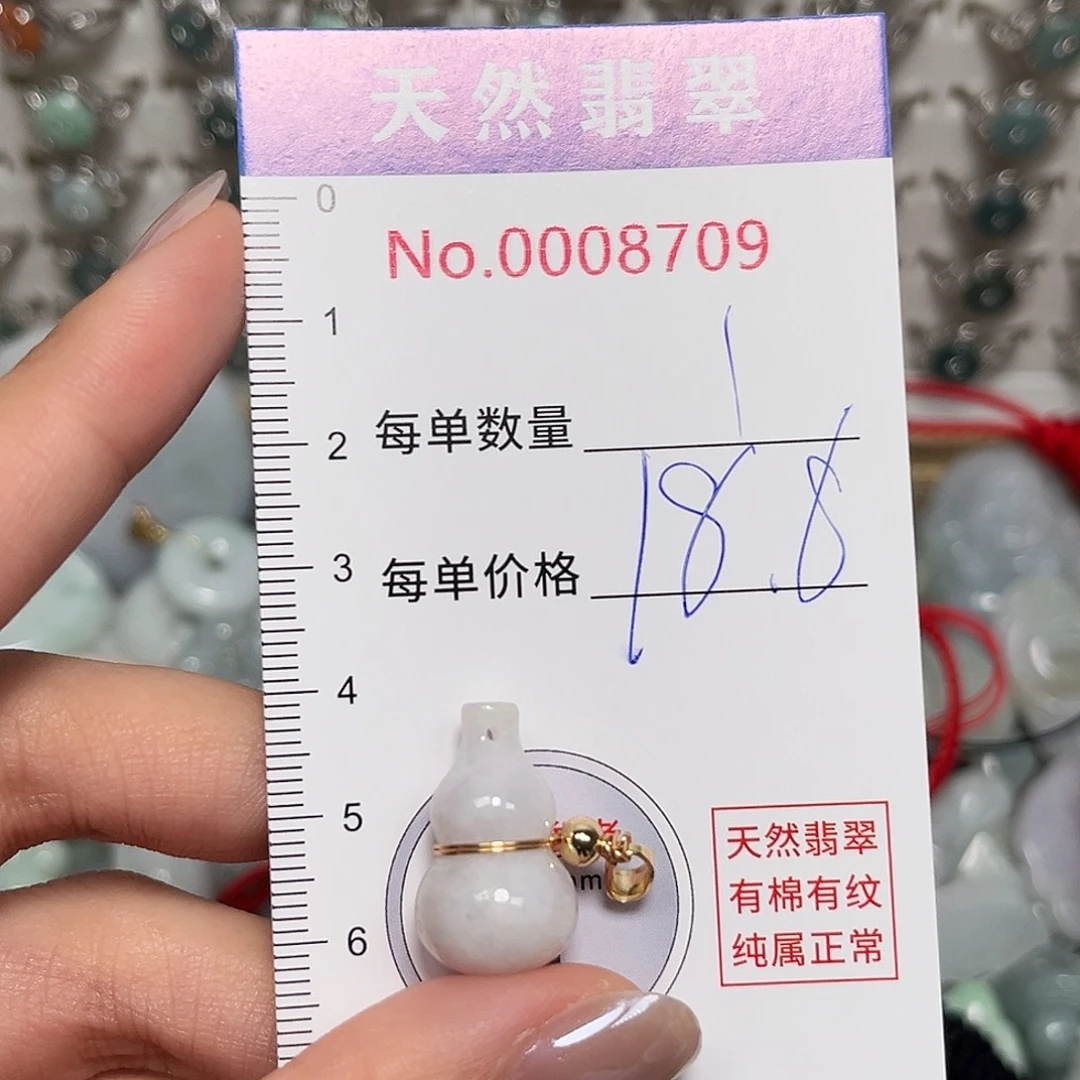 天然翡翠
0
No.0008709
1
每单数量 1
2
每单价格 18.8
3
4
5
mm
6
天然翡翠
有棉有纹
纯属正常